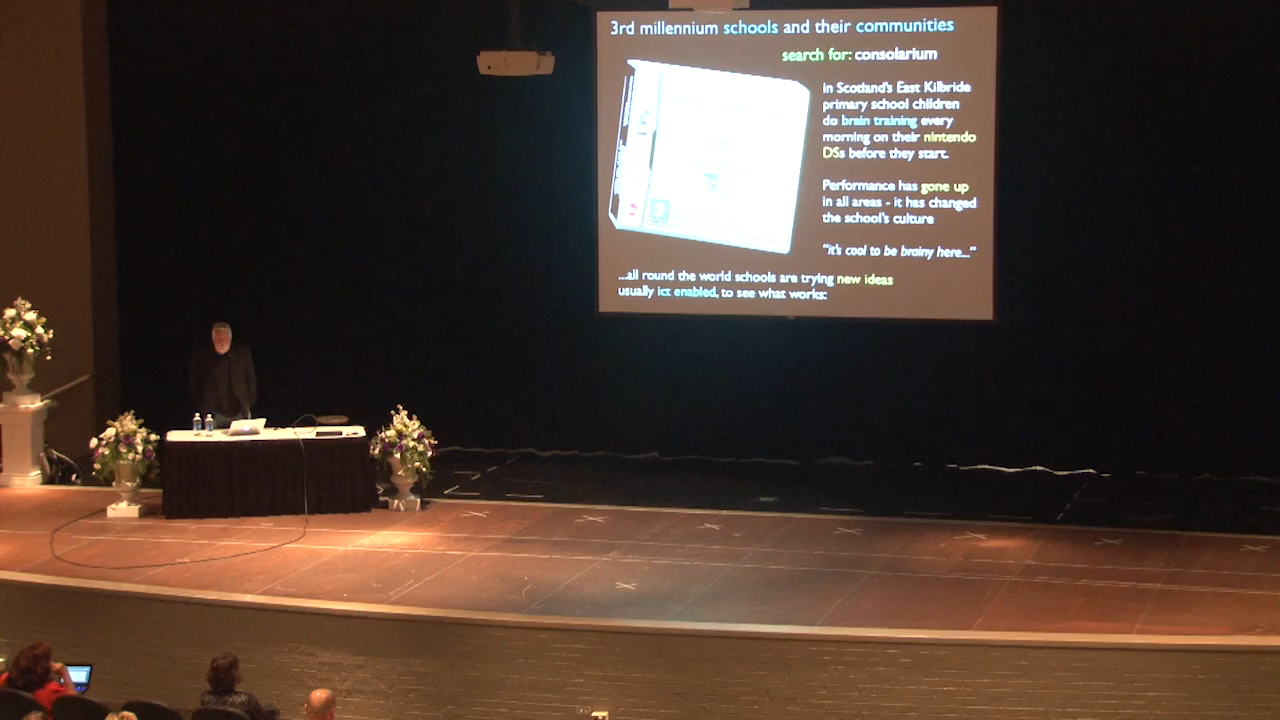 3rd millennium schools and their communities
search for: consolarium
in Scotland's East Kilbride
primary school children
do brain training every
morning on their nintendo
DSs before they start.
Performance has gone up
in all areas - it has changed
the school's culture
"it's cool to be brainy here..."
...all round the world schools are trying new ideas
usually ict enabled, to see what works: